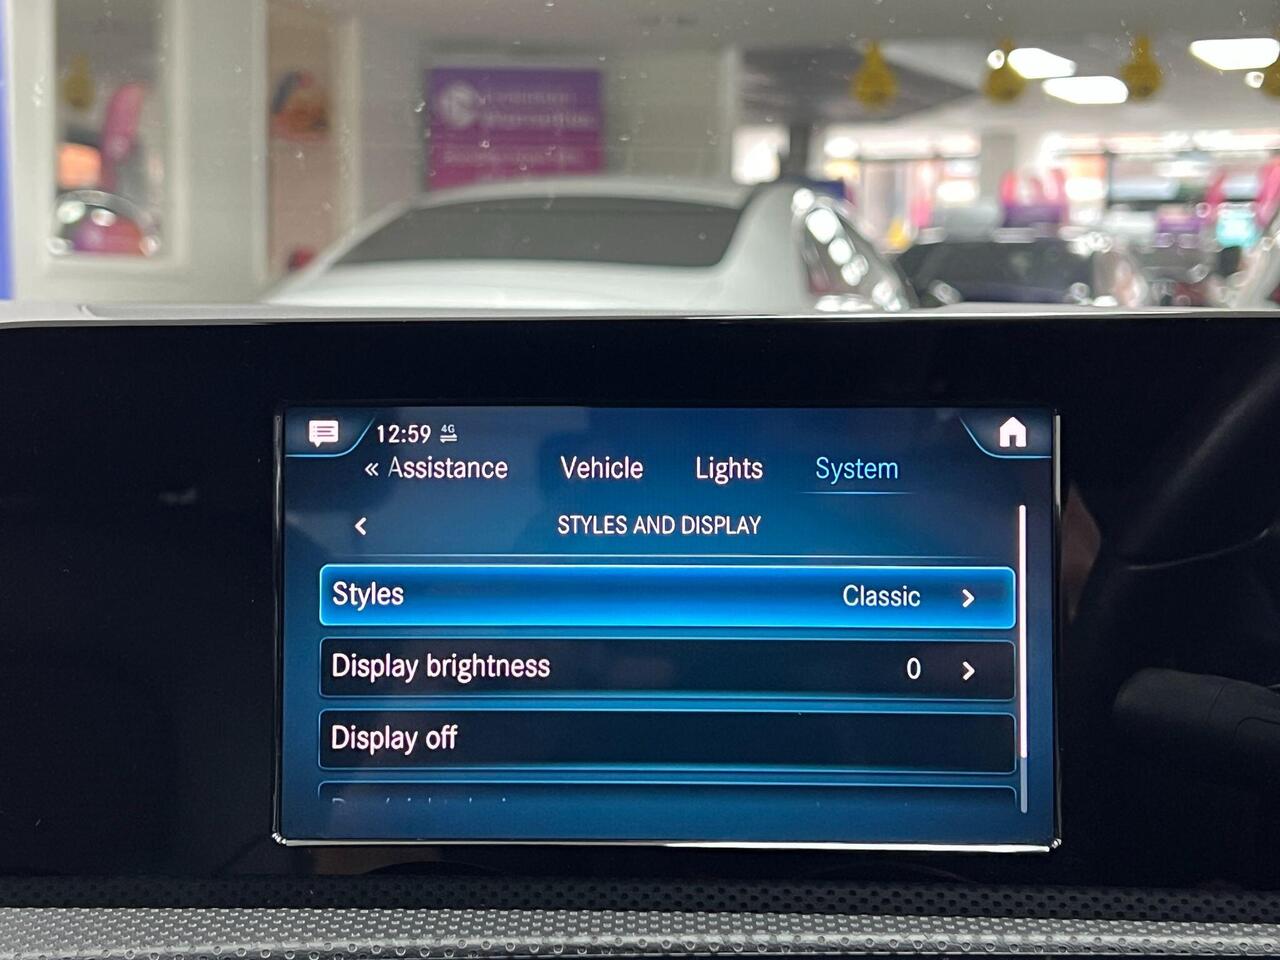 12:59 4G
« Assistance Vehicle Lights System
STYLES AND DISPLAY
Styles Classic
Display brightness 0
Display off